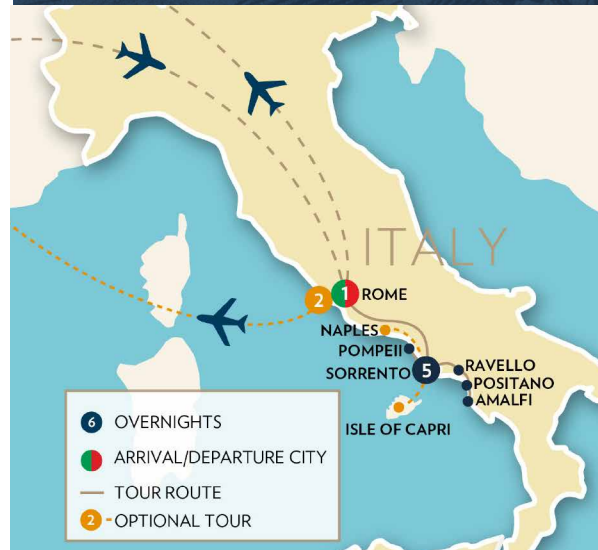 ITALY
2
1
ROME
NAPLES
POMPEII
SORRENTO
5
RAVELLO
POSITANO
AMALFI
ISLE OF CAPRI
6 OVERNIGHTS
ARRIVAL/DEPARTURE CITY
TOUR ROUTE
2 OPTIONAL TOUR